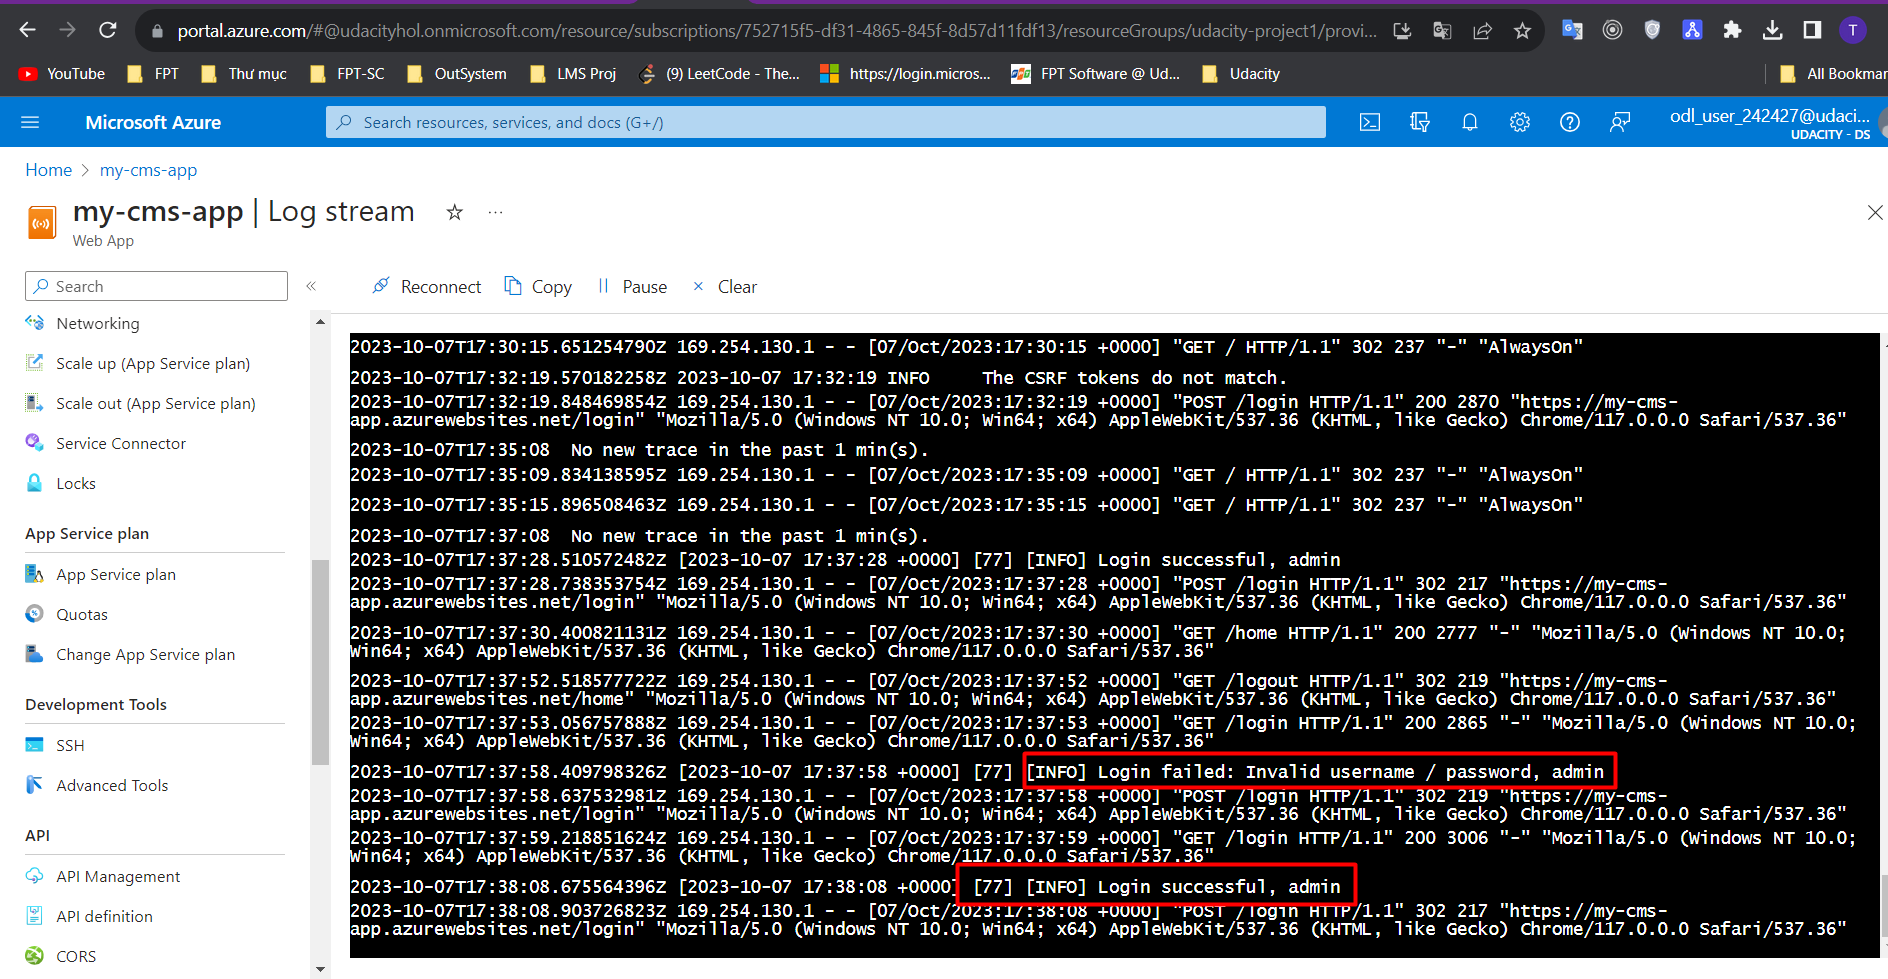 portal.azure.com/#@udacityhol.onmicrosoft.com/resource/subscriptions/752715f5-df31-4865-845f-8d57d11fdf13/resourceGroups/udacity-project1/provi...
T
YouTube FPT Thư mục FPT-SC OutSystem LMS Proj (9) LeetCode - The... https://login.micros... FPT Software @ Ud... Udacity All Bookmar
Microsoft Azure
Search resources, services, and docs (G+/)
odl_user_242427@udaci...
UDACITY - DS
Home > my-cms-app
my-cms-app | Log stream
Web App
Search
Reconnect Copy Pause Clear
Networking
Scale up (App Service plan)
Scale out (App Service plan)
Service Connector
Locks
App Service plan
App Service plan
Quotas
Change App Service plan
Development Tools
SSH
Advanced Tools
API
API Management
API definition
CORS
2023-10-07T17:30:15.651254790Z 169.254.130.1 - - [07/Oct/2023:17:30:15 +0000] "GET / HTTP/1.1" 302 237 "-" "AlwaysOn"
2023-10-07T17:32:19.570182258Z 2023-10-07 17:32:19 INFO The CSRF tokens do not match.
2023-10-07T17:32:19.848469854Z 169.254.130.1 - - [07/Oct/2023:17:32:19 +0000] "POST /login HTTP/1.1" 200 2870 "https://my-cms-
app.azurewebsites.net/login" "Mozilla/5.0 (Windows NT 10.0; Win64; x64) AppleWebKit/537.36 (KHTML, like Gecko) Chrome/117.0.0.0 Safari/537.36"
2023-10-07T17:35:08 No new trace in the past 1 min(s).
2023-10-07T17:35:09.834138595Z 169.254.130.1 - - [07/Oct/2023:17:35:09 +0000] "GET / HTTP/1.1" 302 237 "-" "AlwaysOn"
2023-10-07T17:35:15.896508463Z 169.254.130.1 - - [07/Oct/2023:17:35:15 +0000] "GET / HTTP/1.1" 302 237 "-" "AlwaysOn"
2023-10-07T17:37:08 No new trace in the past 1 min(s).
2023-10-07T17:37:28.510572482Z [2023-10-07 17:37:28 +0000] [77] [INFO] Login successful, admin
2023-10-07T17:37:28.738353754Z 169.254.130.1 - - [07/Oct/2023:17:37:28 +0000] "POST /login HTTP/1.1" 302 217 "https://my-cms-
app.azurewebsites.net/login" "Mozilla/5.0 (Windows NT 10.0; Win64; x64) AppleWebKit/537.36 (KHTML, like Gecko) Chrome/117.0.0.0 Safari/537.36"
2023-10-07T17:37:30.400821131Z 169.254.130.1 - - [07/Oct/2023:17:37:30 +0000] "GET /home HTTP/1.1" 200 2777 "-" "Mozilla/5.0 (Windows NT 10.0;
Win64; x64) AppleWebKit/537.36 (KHTML, like Gecko) Chrome/117.0.0.0 Safari/537.36"
2023-10-07T17:37:52.518577722Z 169.254.130.1 - - [07/Oct/2023:17:37:52 +0000] "GET /logout HTTP/1.1" 302 219 "https://my-cms-
app.azurewebsites.net/home" "Mozilla/5.0 (Windows NT 10.0; Win64; x64) AppleWebKit/537.36 (KHTML, like Gecko) Chrome/117.0.0.0 Safari/537.36"
2023-10-07T17:37:53.056757888Z 169.254.130.1 - - [07/Oct/2023:17:37:53 +0000] "GET /login HTTP/1.1" 200 2865 "-" "Mozilla/5.0 (Windows NT 10.0;
Win64; x64) AppleWebKit/537.36 (KHTML, like Gecko) Chrome/117.0.0.0 Safari/537.36"
2023-10-07T17:37:58.409798326Z [2023-10-07 17:37:58 +0000] [77] [INFO] Login failed: Invalid username / password, admin
2023-10-07T17:37:58.637532981Z 169.254.130.1 - - [07/Oct/2023:17:37:58 +0000] "POST /login HTTP/1.1" 302 219 "https://my-cms-
app.azurewebsites.net/login" "Mozilla/5.0 (Windows NT 10.0; Win64; x64) AppleWebKit/537.36 (KHTML, like Gecko) Chrome/117.0.0.0 Safari/537.36"
2023-10-07T17:37:59.218851624Z 169.254.130.1 - - [07/Oct/2023:17:37:59 +0000] "GET /login HTTP/1.1" 200 3006 "-" "Mozilla/5.0 (Windows NT 10.0;
Win64; x64) AppleWebKit/537.36 (KHTML, like Gecko) Chrome/117.0.0.0 Safari/537.36"
2023-10-07T17:38:08.675564396Z [2023-10-07 17:38:08 +0000] [77] [INFO] Login successful, admin
2023-10-07T17:38:08.903726823Z 169.254.130.1 - - [07/Oct/2023:17:38:08 +0000] "POST /login HTTP/1.1" 302 217 "https://my-cms-
app.azurewebsites.net/login" "Mozilla/5.0 (Windows NT 10.0; Win64; x64) AppleWebKit/537.36 (KHTML, like Gecko) Chrome/117.0.0.0 Safari/537.36"